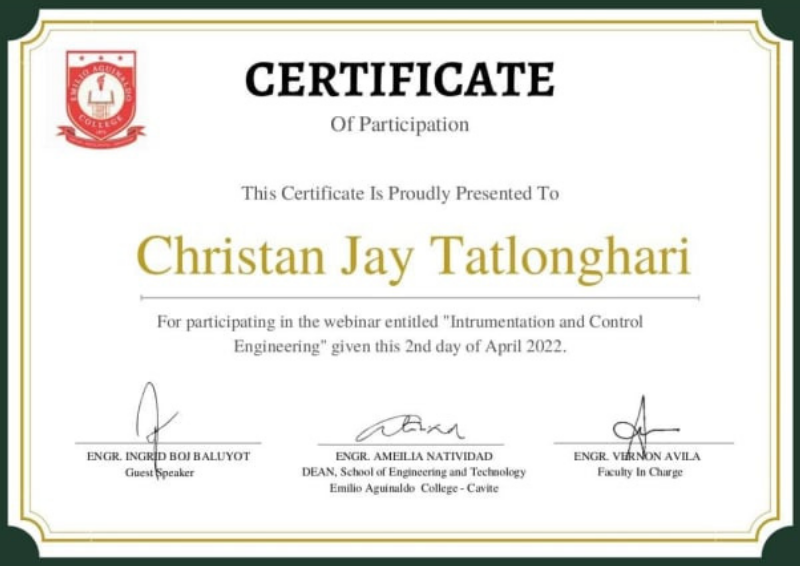 EMILIO AGUINALDO
COLLEGE
CERTIFICATE
Of Participation
This Certificate Is Proudly Presented To
Christan Jay Tatlonghari
For participating in the webinar entitled "Intrumentation and Control
Engineering" given this 2nd day of April 2022.
ENGR. INGRID BOJ BALUYOT
Guest Speaker
ENGR. AMEILIA NATIVIDAD
DEAN, School of Engineering and Technology
Emilio Aguinaldo College - Cavite
ENGR. VERNON AVILA
Faculty In Charge